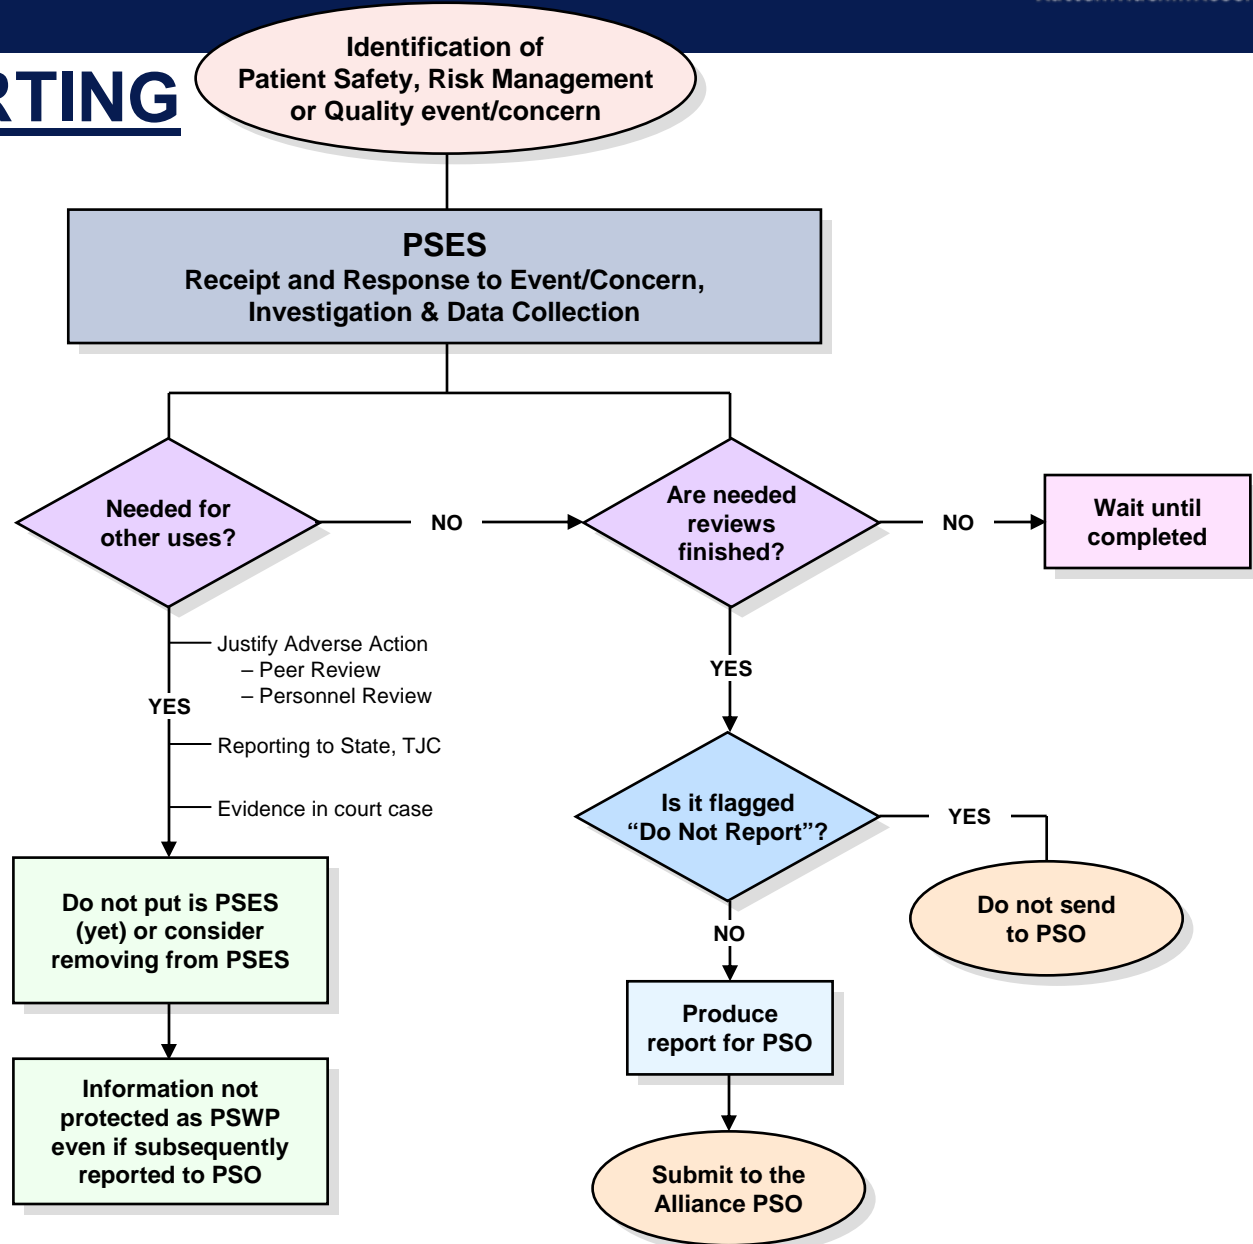 RTING
Identification of
Patient Safety, Risk Management
or Quality event/concern
PSES
Receipt and Response to Event/Concern,
Investigation & Data Collection
Needed for
other uses?
NO
Are needed
reviews
finished?
NO
Wait until
completed
Justify Adverse Action
– Peer Review
– Personnel Review
YES
Reporting to State, TJC
Evidence in court case
YES
Is it flagged
“Do Not Report”?
YES
Do not send
to PSO
Do not put is PSES
(yet) or consider
removing from PSES
NO
Produce
report for PSO
Information not
protected as PSWP
even if subsequently
reported to PSO
Submit to the
Alliance PSO